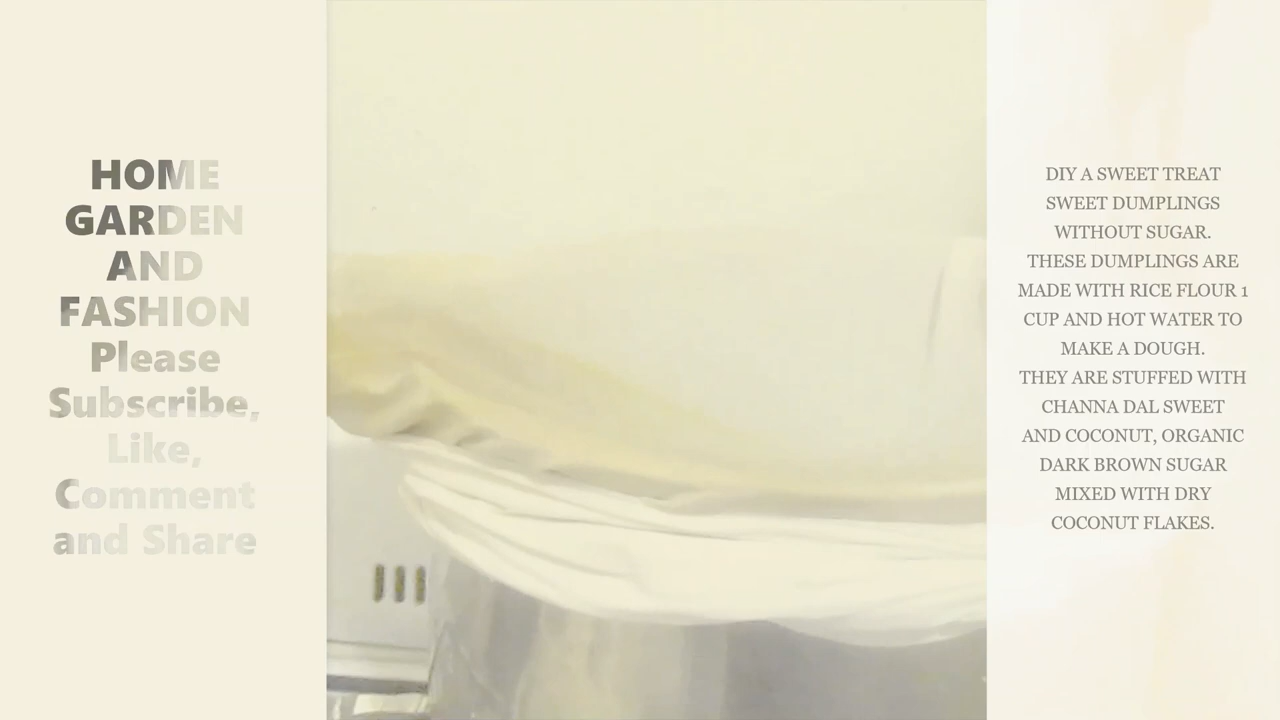 HOME
GARDEN
AND
FASHION
Please
Subscribe,
Like,
Comment
and Share
DIY A SWEET TREAT
SWEET DUMPLINGS
WITHOUT SUGAR.
THESE DUMPLINGS ARE
MADE WITH RICE FLOUR 1
CUP AND HOT WATER TO
MAKE A DOUGH.
THEY ARE STUFFED WITH
CHANNA DAL SWEET
AND COCONUT, ORGANIC
DARK BROWN SUGAR
MIXED WITH DRY
COCONUT FLAKES.